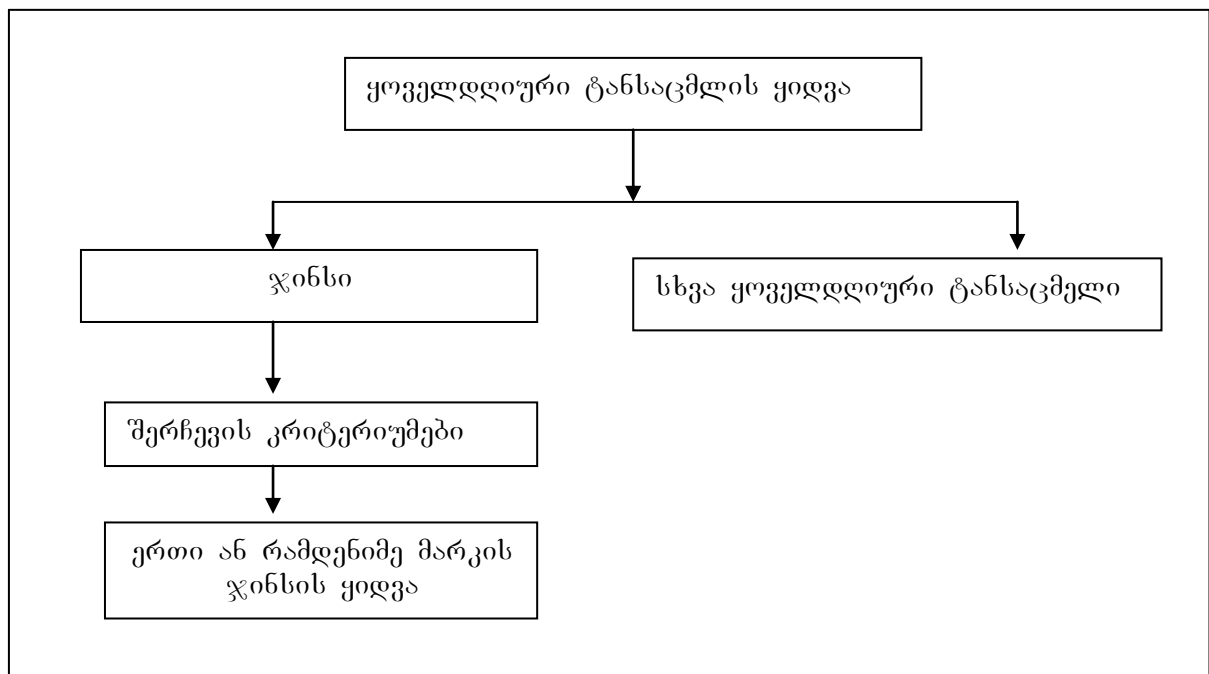 ყოველდღიური ტანსაცმლის ყიდვა
ჯინსი
სხვა ყოველდღიური ტანსაცმელი
შერჩევის კრიტერიუმები
ერთი ან რამდენიმე მარკის
ჯინსის ყიდვა